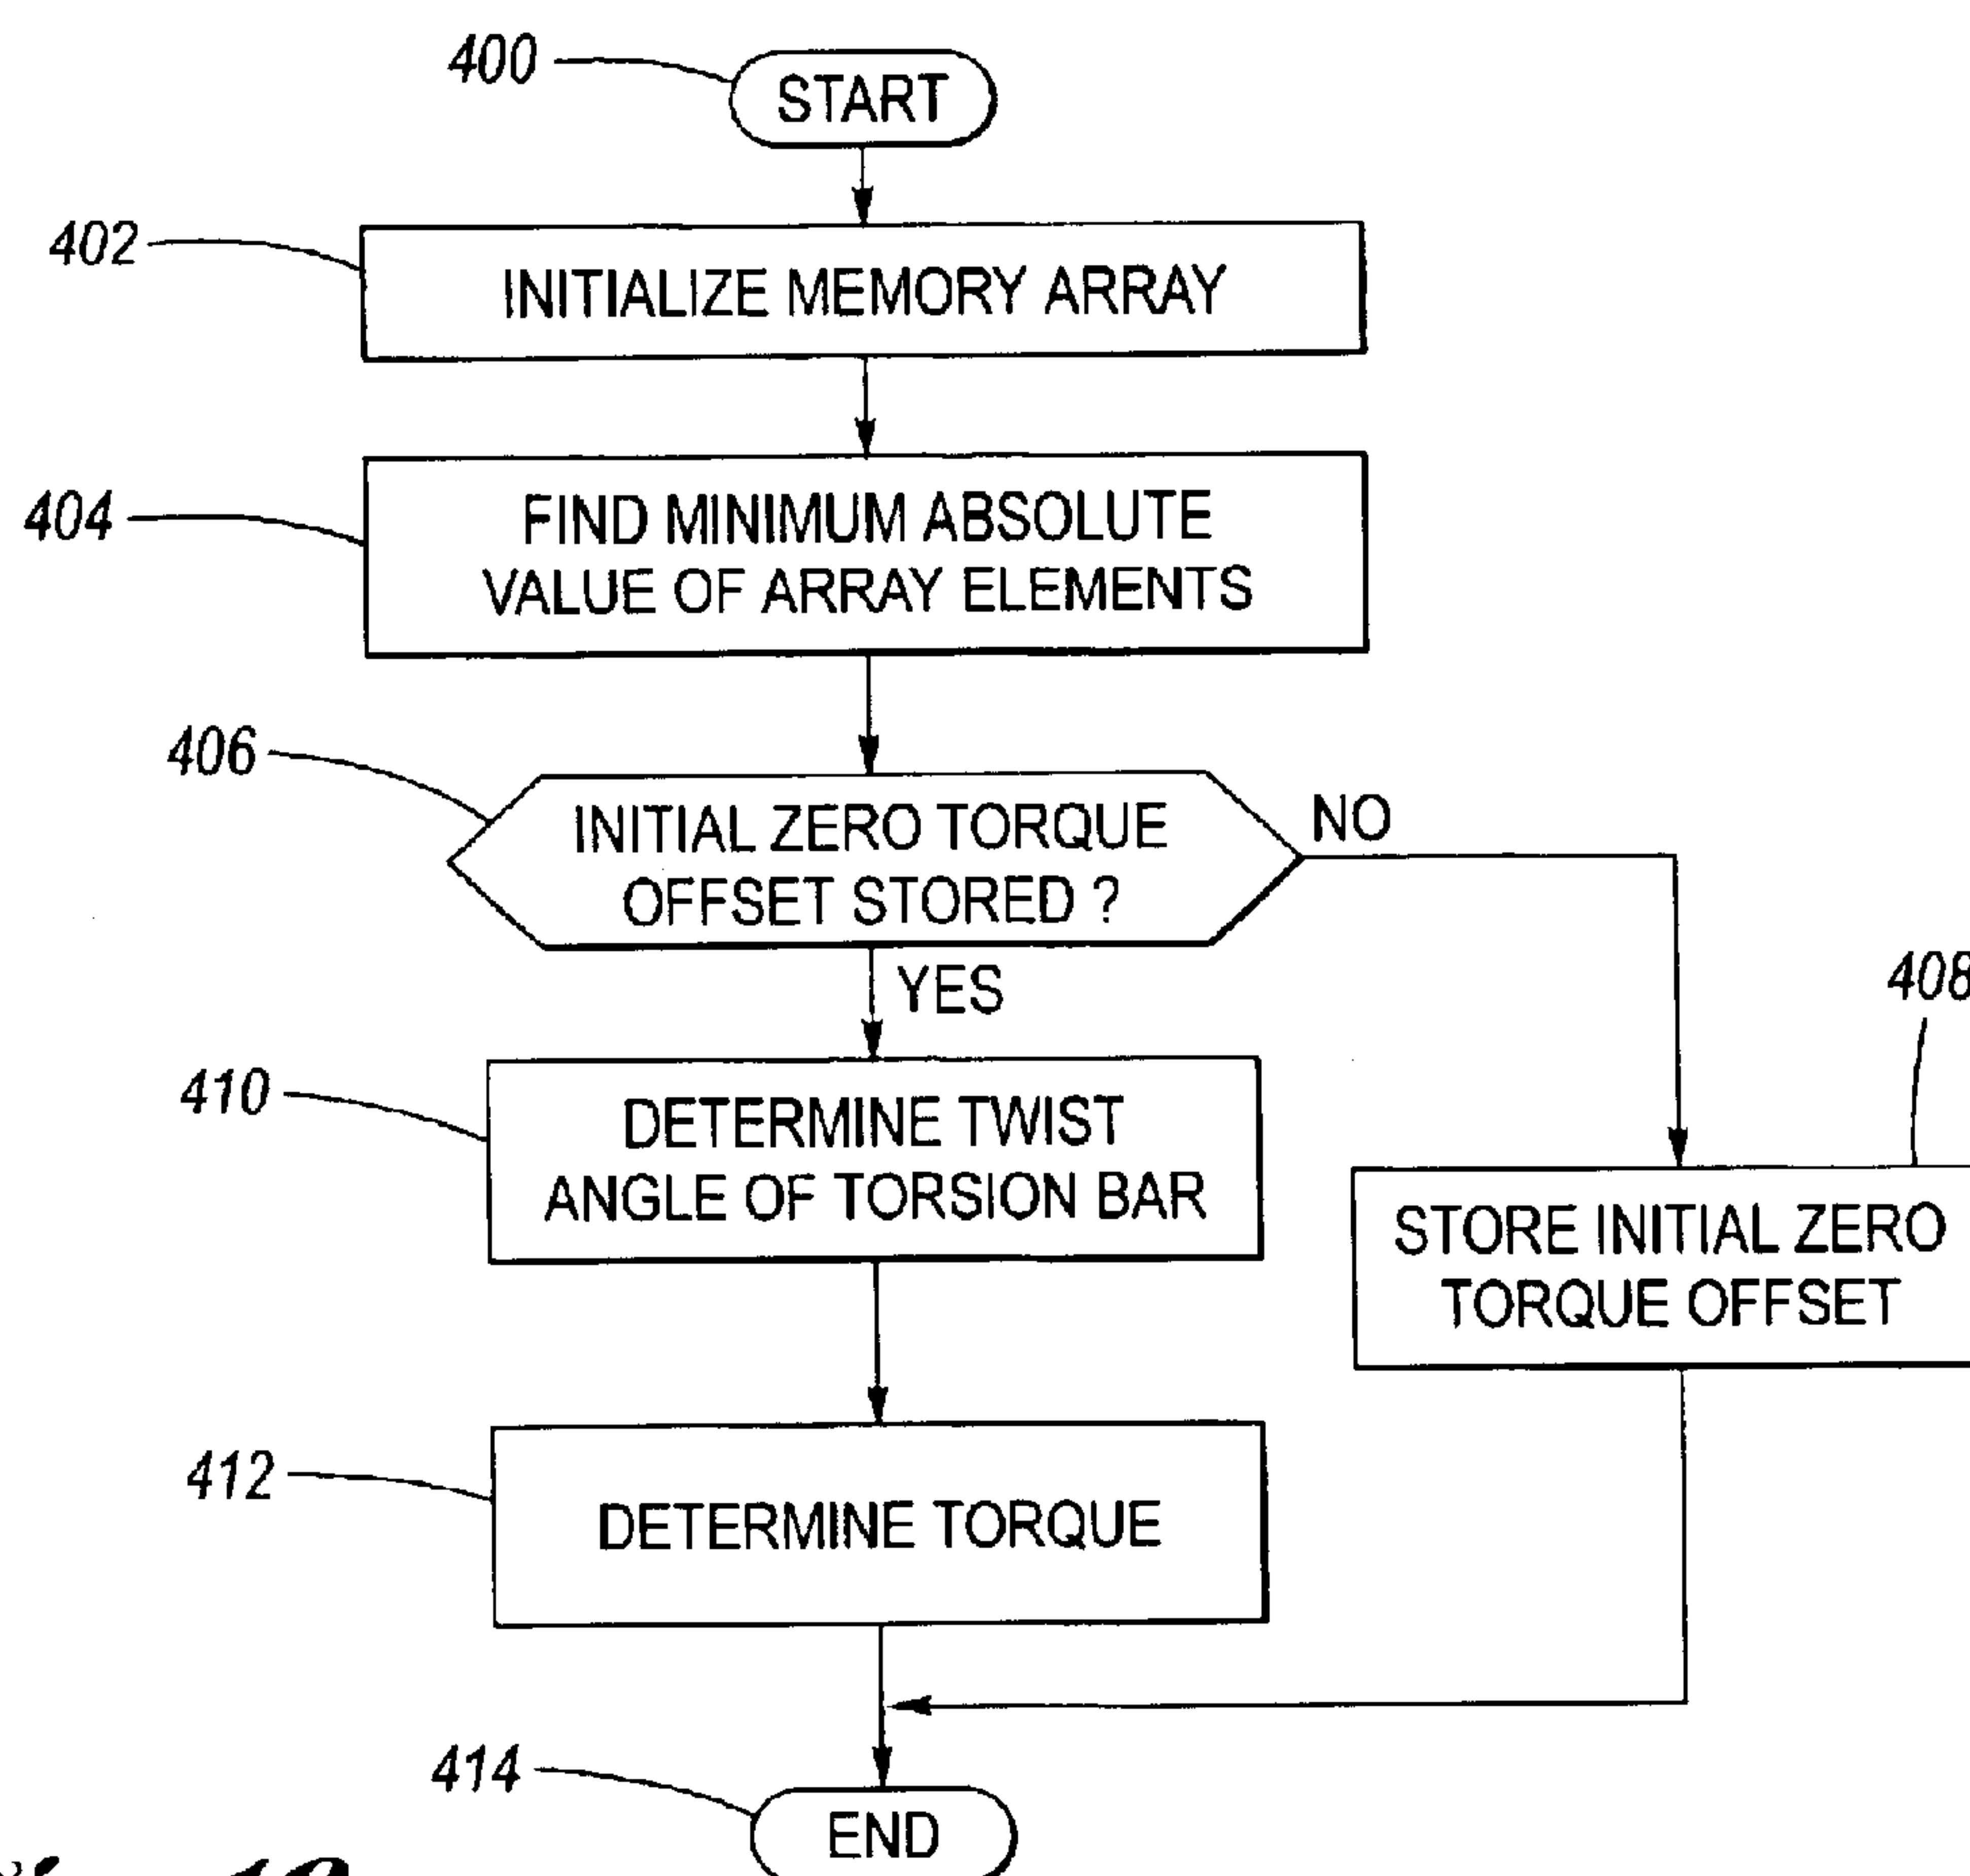 400
START
402
INITIALIZE MEMORY ARRAY
404
FIND MINIMUM ABSOLUTE
VALUE OF ARRAY ELEMENTS
406
INITIAL ZERO TORQUE
OFFSET STORED ?
NO
YES
408
410
DETERMINE TWIST
ANGLE OF TORSION BAR
STORE INITIAL ZERO
TORQUE OFFSET
412
DETERMINE TORQUE
414
END